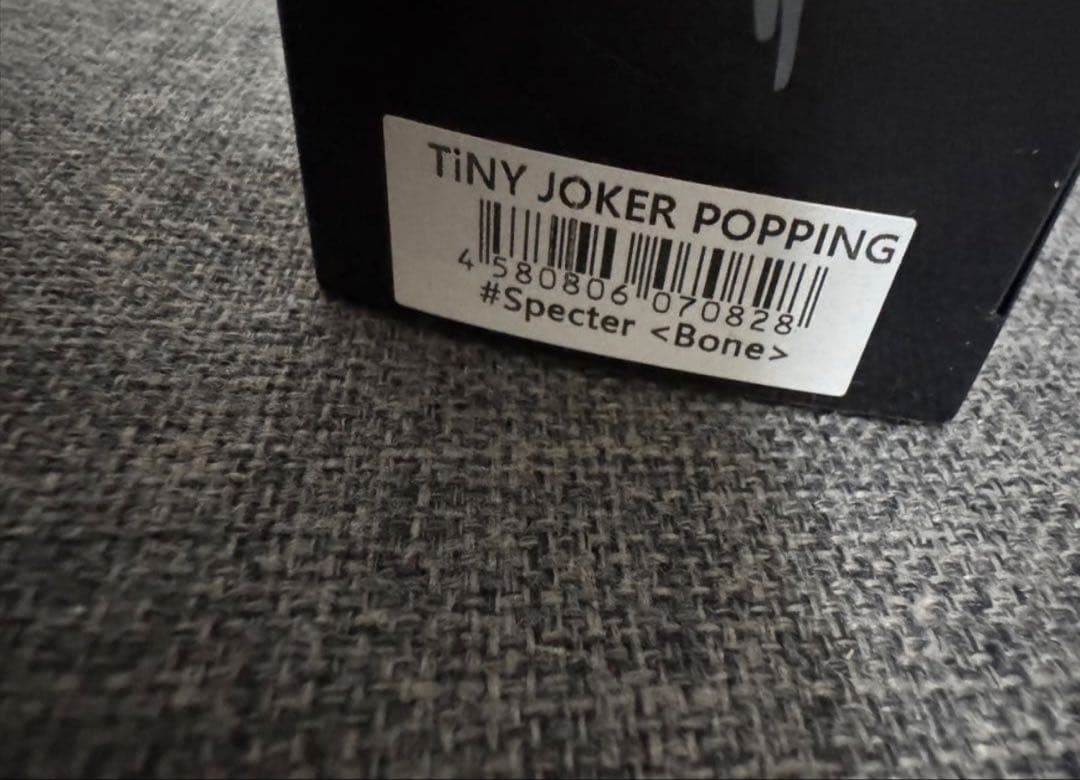 TiNY JOKER POPPING
4 580806 070828
#Specter <Bone>